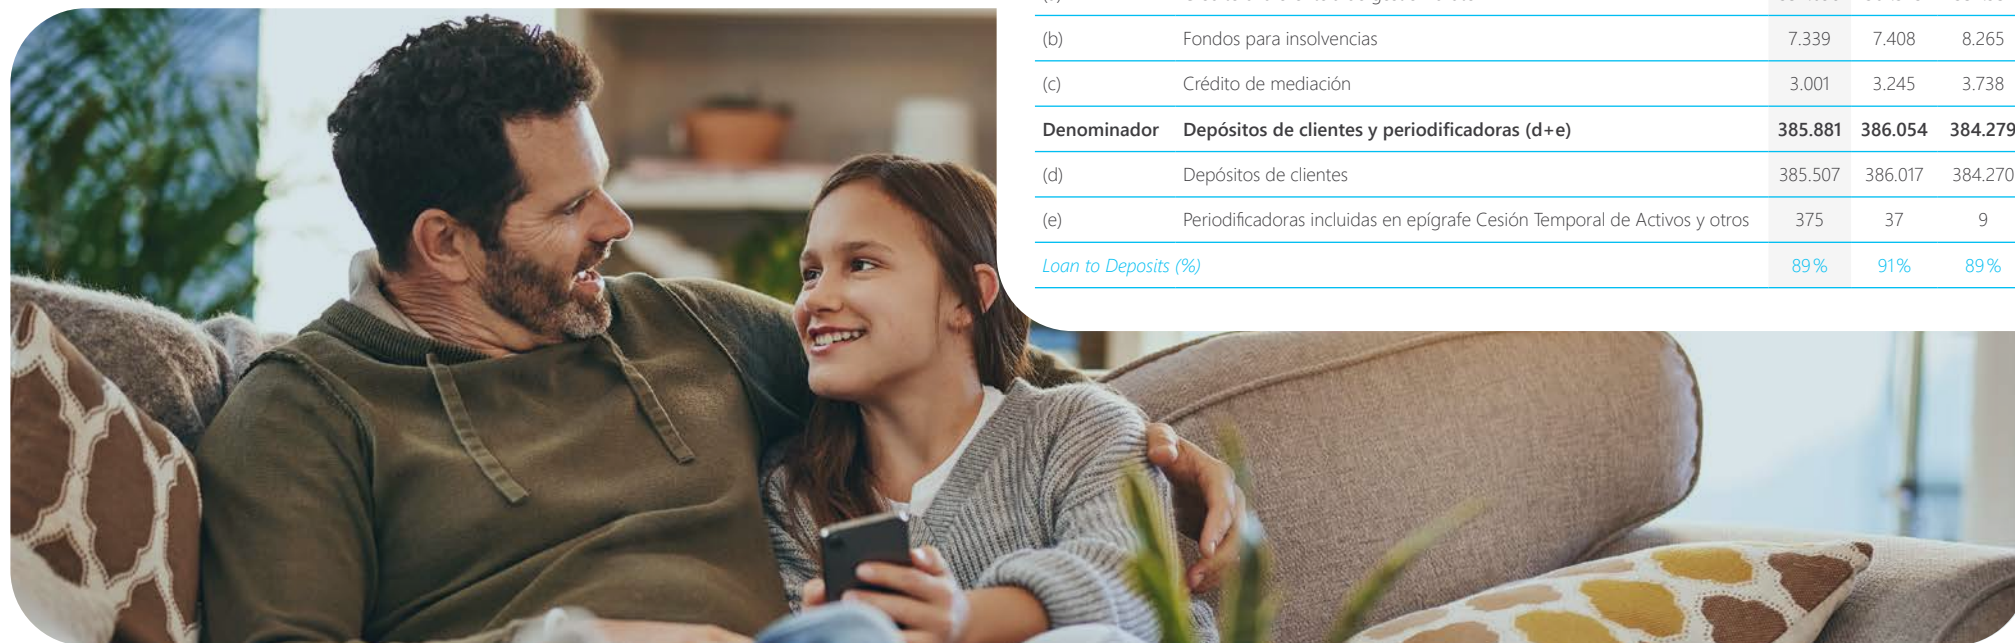 (b) Fondos para insolvencias 7.339 7.408 8.265
(c) Crédito de mediación 3.001 3.245 3.738
Denominador Depósitos de clientes y periodificadoras (d+e) 385.881 386.054 384.279
(d) Depósitos de clientes 385.507 386.017 384.270
(e) Periodificadoras incluidas en epígrafe Cesión Temporal de Activos y otros 375 37 9
Loan to Deposits (%) 89% 91% 89%